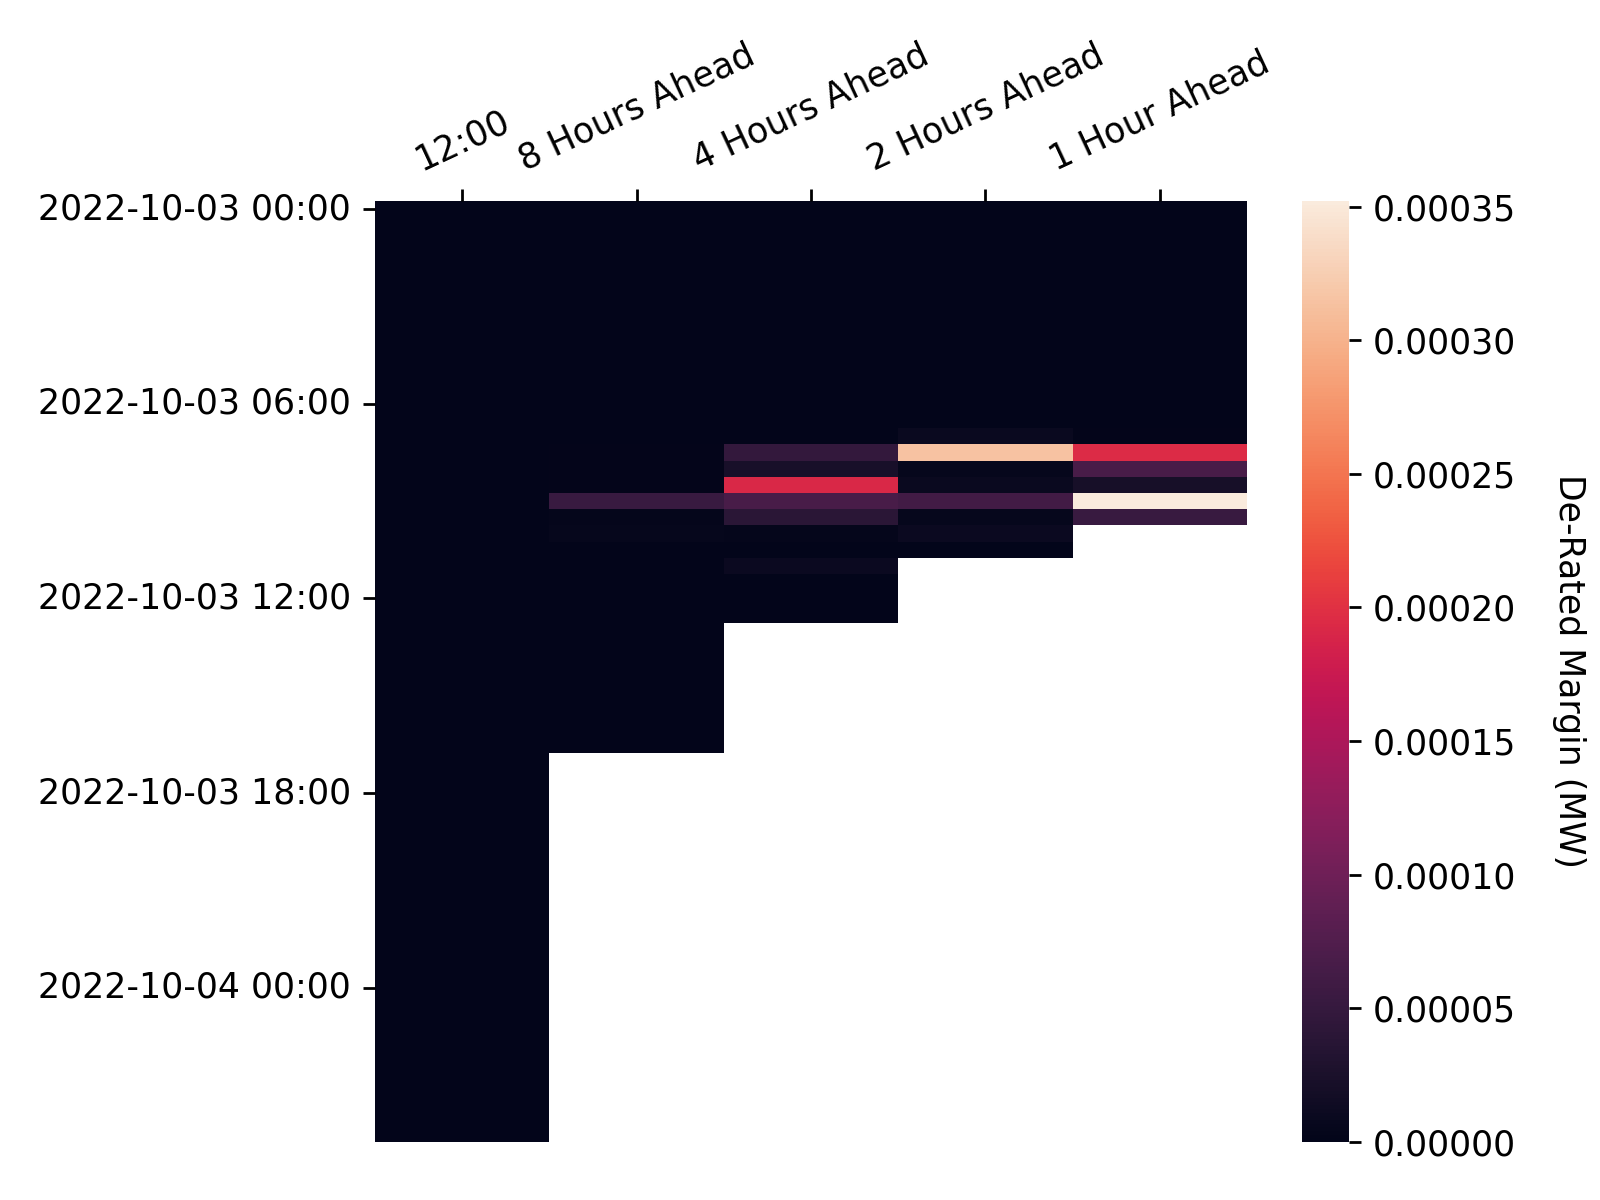 12:00
8 Hours Ahead
4 Hours Ahead
2 Hours Ahead
1 Hour Ahead
2022-10-03 00:00
2022-10-03 06:00
2022-10-03 12:00
2022-10-03 18:00
2022-10-04 00:00
0.00035
0.00030
0.00025
0.00020
0.00015
0.00010
0.00005
0.00000
De-Rated Margin (MW)